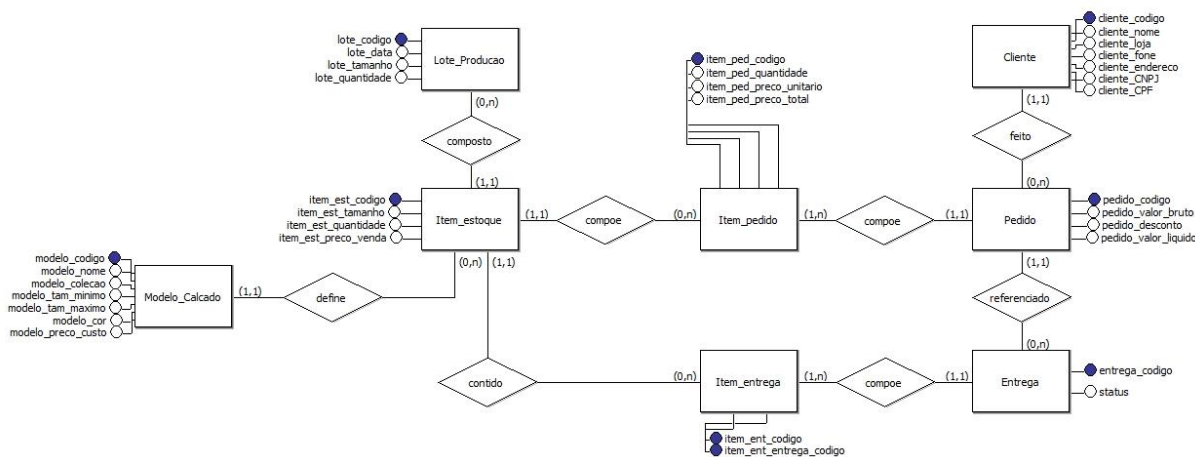 lote_codigo
lote_data
lote_tamanho
lote_quantidade
Lote_Producao
(0,n)
composto
(1,1)
item_ped_codigo
item_ped_quantidade
item_ped_preco_unitario
item_ped_preco_total
Cliente
cliente_codigo
cliente_nome
cliente_loja
cliente_fone
cliente_endereco
cliente_CNPJ
cliente_CPF
(1,1)
feito
(0,n)
item_est_codigo
item_est_tamanho
item_est_quantidade
item_est_preco_venda
Item_estoque
(1,1)
compoe
(0,n)
Item_pedido
(1,n)
compoe
(1,1)
Pedido
pedido_codigo
pedido_valor_bruto
pedido_desconto
pedido_valor_liquido
(0,n)
(1,1)
(1,1)
modelo_codigo
modelo_nome
modelo_colecao
modelo_tam_minimo
modelo_tam_maximo
modelo_cor
modelo_preco_custo
Modelo_Calcado
(1,1)
define
referenciado
(0,n)
contido
(0,n)
Item_entrega
(1,n)
compoe
(1,1)
Entrega
entrega_codigo
status
item_ent_codigo
item_ent_entrega_codigo